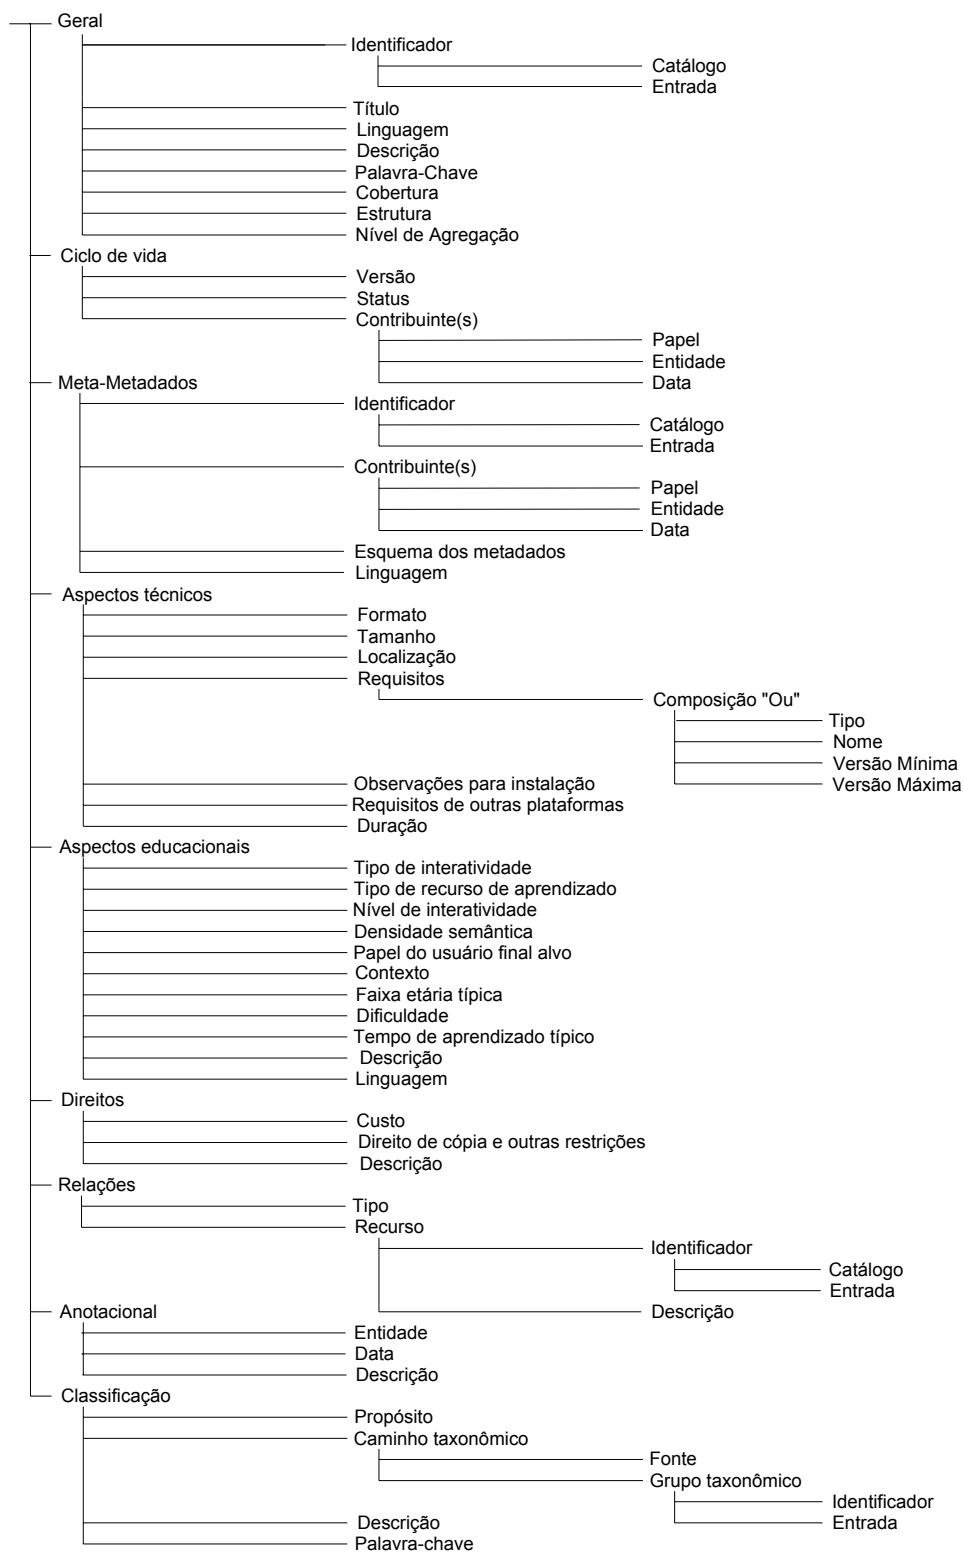 Geral
Identificador
Catálogo
Entrada
Título
Linguagem
Descrição
Palavra-Chave
Cobertura
Estrutura
Nível de Agregação
Ciclo de vida
Versão
Status
Contribuinte(s)
Papel
Entidade
Data
Meta-Metadados
Identificador
Catálogo
Entrada
Contribuinte(s)
Papel
Entidade
Data
Esquema dos metadados
Linguagem
Aspectos técnicos
Formato
Tamanho
Localização
Requisitos
Composição "Ou"
Tipo
Nome
Versão Mínima
Versão Máxima
Observações para instalação
Requisitos de outras plataformas
Duração
Aspectos educacionais
Tipo de interatividade
Tipo de recurso de aprendizado
Nível de interatividade
Densidade semântica
Papel do usuário final alvo
Contexto
Faixa etária típica
Dificuldade
Tempo de aprendizado típico
Descrição
Linguagem
Direitos
Custo
Direito de cópia e outras restrições
Descrição
Relações
Tipo
Recurso
Identificador
Catálogo
Entrada
Descrição
Anotacional
Entidade
Data
Descrição
Classificação
Propósito
Caminho taxonômico
Fonte
Grupo taxonômico
Identificador
Entrada
Descrição
Palavra-chave